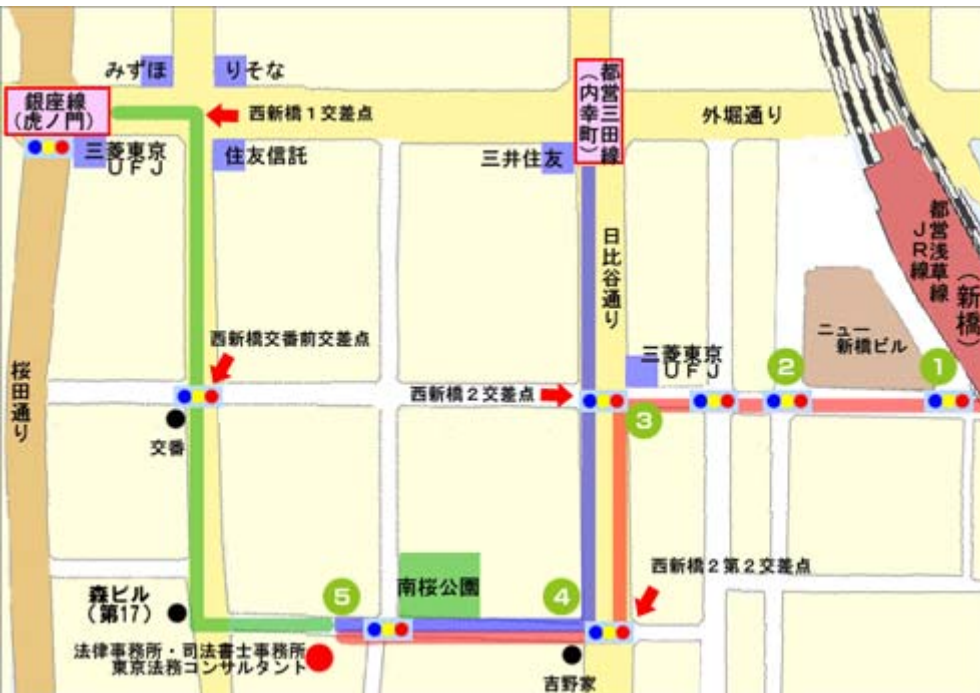 みずほ
りそな
銀座線
(虎ノ門)
西新橋1交差点
都営三田線
(内幸町)
外堀通り
三菱東京
UFJ
住友信託
三井住友
都営浅草線
JR線
(新橋)
日比谷通り
ニュー
新橋ビル
西新橋交番前交差点
三菱東京
UFJ
桜田通り
西新橋2交差点
1
2
3
交番
西新橋2第2交差点
南桜公園
森ビル
(第17)
5
4
法律事務所・司法書士事務所
東京法務コンサルタント
吉野家